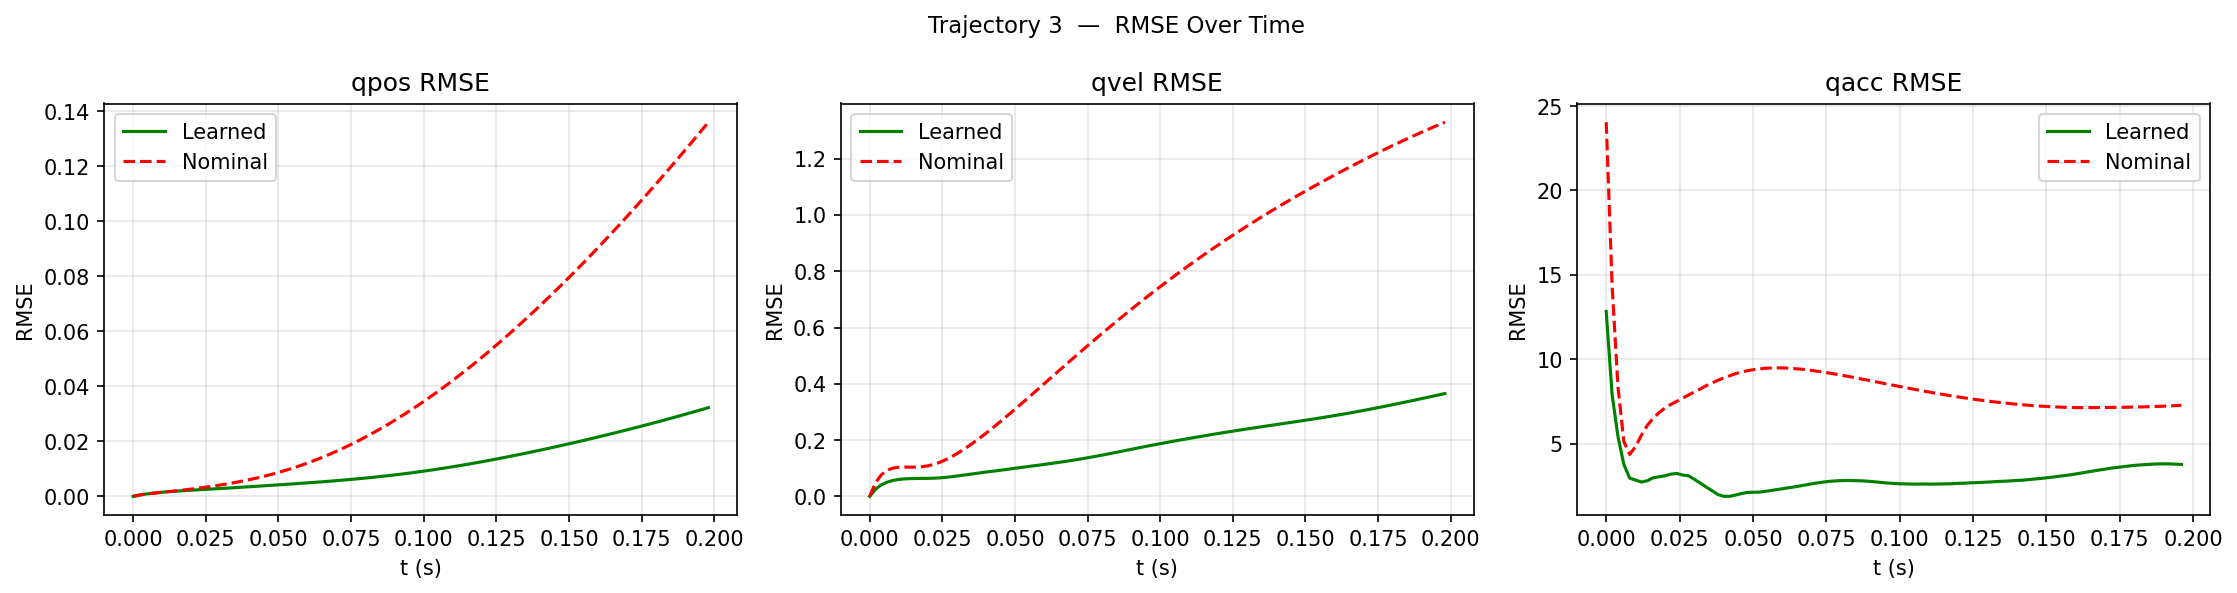 Trajectory 3 — RMSE Over Time
qpos RMSE
Learned
Nominal
RMSE
0.14
0.12
0.10
0.08
0.06
0.04
0.02
0.00
0.000 0.025 0.050 0.075 0.100 0.125 0.150 0.175 0.200
t (s)
qvel RMSE
Learned
Nominal
RMSE
1.2
1.0
0.8
0.6
0.4
0.2
0.0
0.000 0.025 0.050 0.075 0.100 0.125 0.150 0.175 0.200
t (s)
qacc RMSE
Learned
Nominal
RMSE
25
20
15
10
5
0.000 0.025 0.050 0.075 0.100 0.125 0.150 0.175 0.200
t (s)